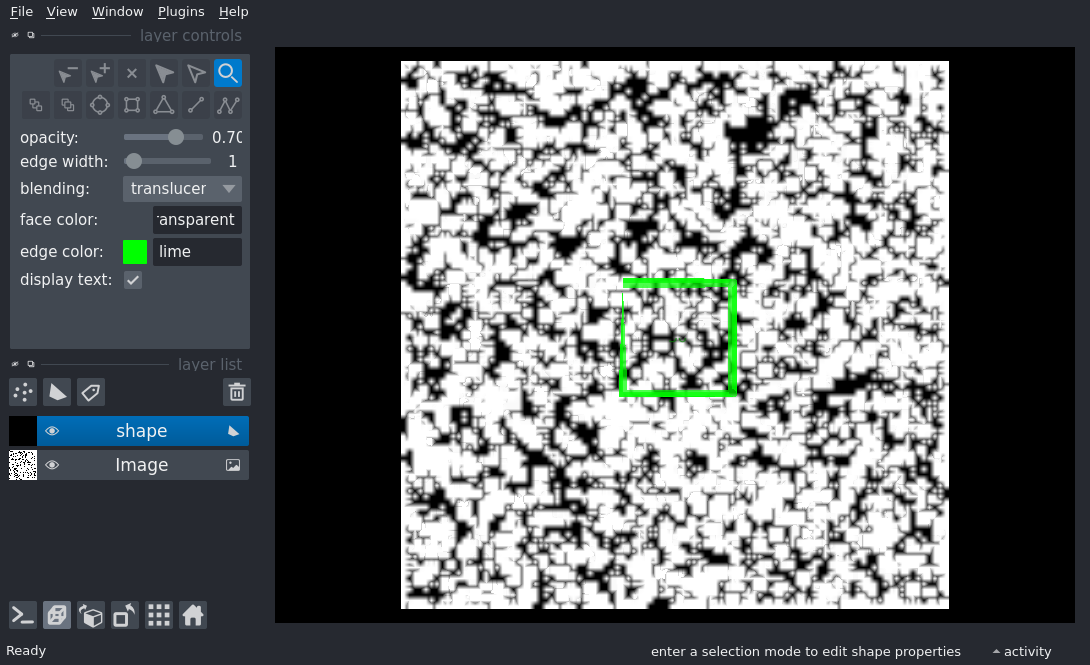 File View Window Plugins Help
layer controls
opacity: 0.70
edge width: 1
blending: translucer
face color: ransparent
edge color: lime
display text:
layer list
shape
Image
Ready
enter a selection mode to edit shape properties
activity